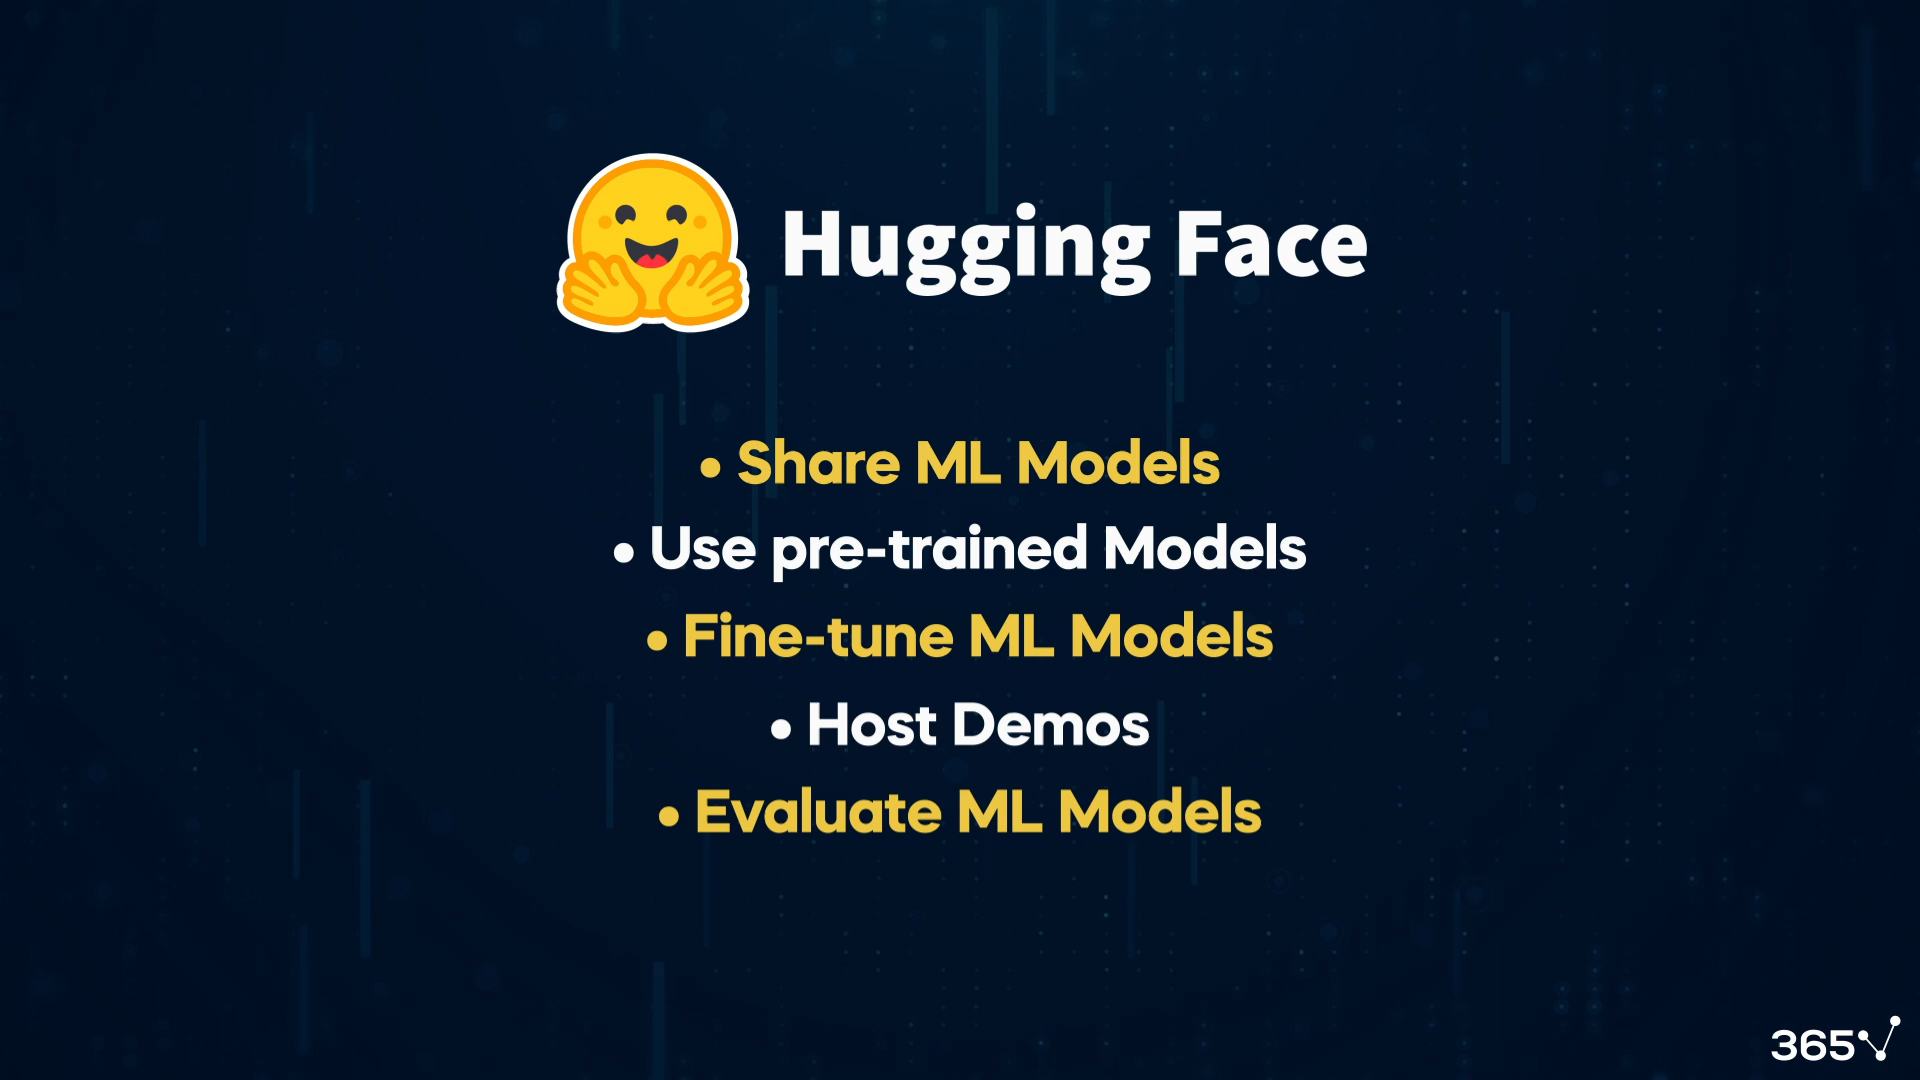 Hugging Face
• Share ML Models
• Use pre-trained Models
• Fine-tune ML Models
• Host Demos
• Evaluate ML Models
365